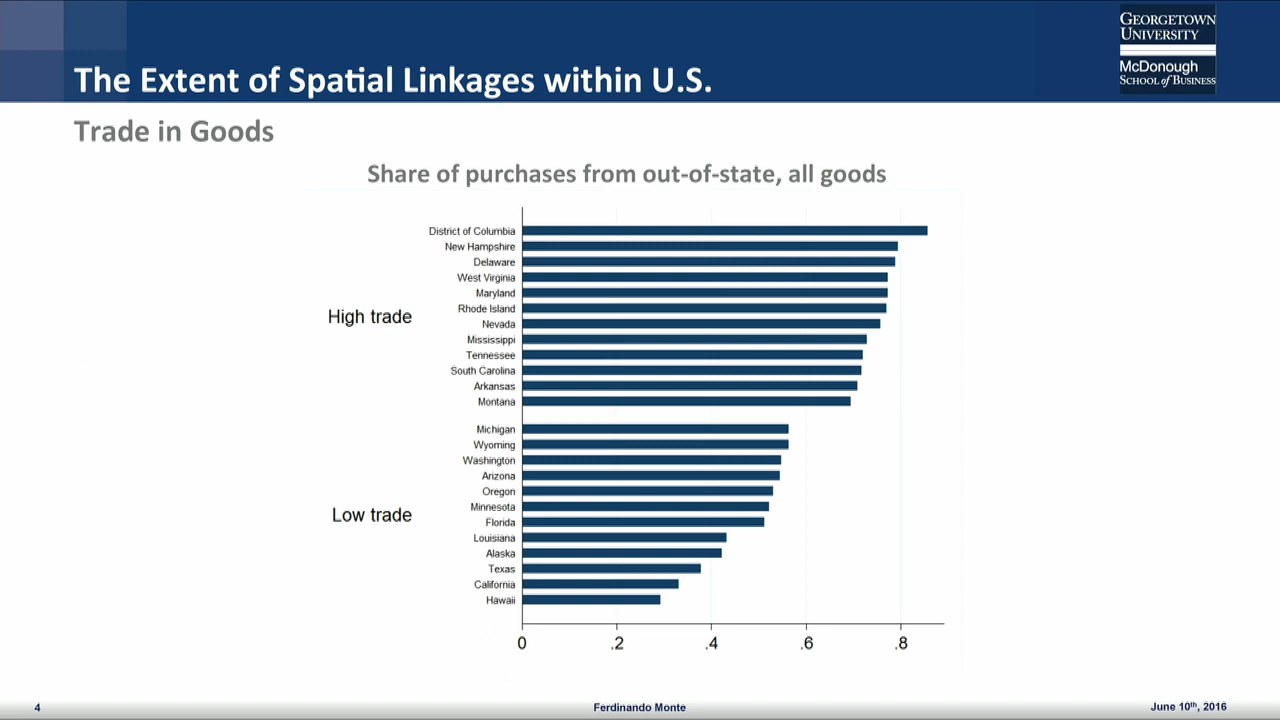 GEORGETOWN
UNIVERSITY
McDonough
SCHOOL of BUSINESS
The Extent of Spatial Linkages within U.S.
Trade in Goods
Share of purchases from out-of-state, all goods
High trade
District of Columbia
New Hampshire
Delaware
West Virginia
Maryland
Rhode Island
Nevada
Mississippi
Tennessee
South Carolina
Arkansas
Montana
Low trade
Michigan
Wyoming
Washington
Arizona
Oregon
Minnesota
Florida
Louisiana
Alaska
Texas
California
Hawaii
0 .2 .4 .6 .8
4 Ferdinando Monte June 10th, 2016